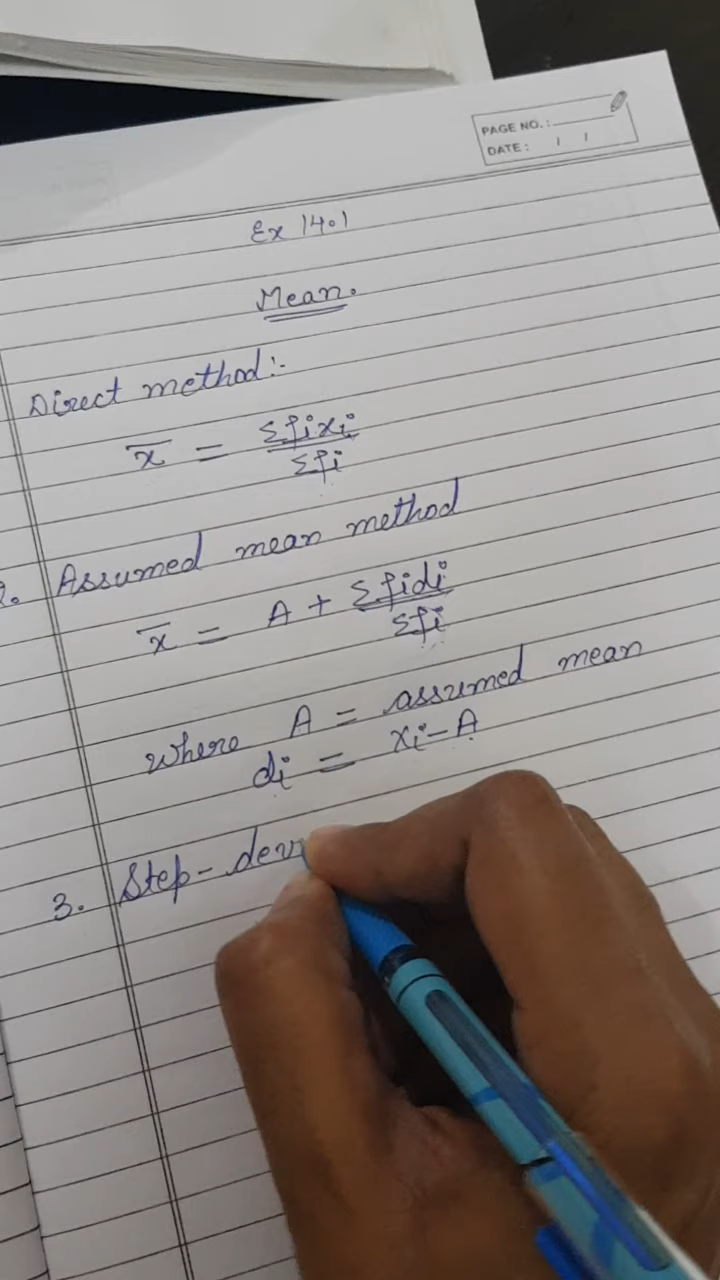 PAGE NO. :
DATE : / /
Ex 14.1
Mean.
Direct method:-
x̄ = Σfixi / Σfi
2. Assumed mean method
x̄ = A + Σfidi / Σfi
where A = assumed mean
di = xi - A
3. Step-dev